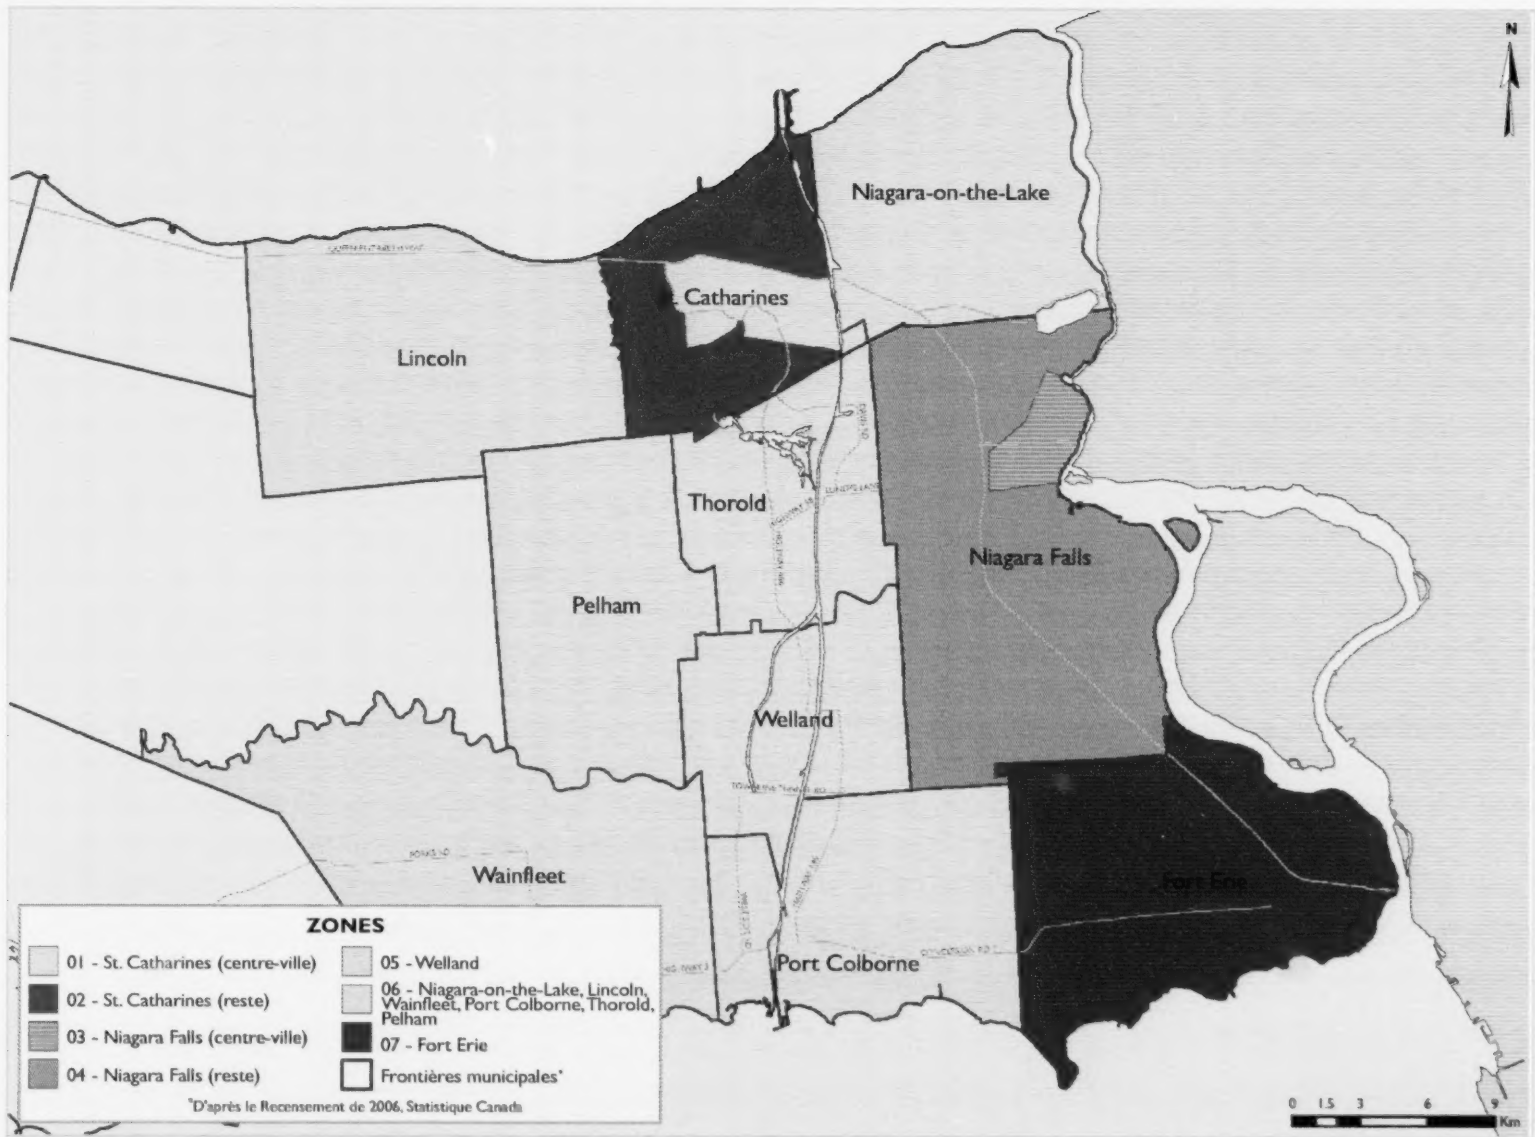 N
Niagara-on-the-Lake
Catharines
Lincoln
Thorold
Niagara Falls
Pelham
Welland
Wainfleet
FORKS RD
Fort Erie
Port Colborne
ZONES
01 - St. Catharines (centre-ville)
02 - St. Catharines (reste)
03 - Niagara Falls (centre-ville)
04 - Niagara Falls (reste)
05 - Welland
06 - Niagara-on-the-Lake, Lincoln,
Wainfleet, Port Colborne, Thorold,
Pelham
07 - Fort Erie
Frontières municipales*
*D'après le Recensement de 2006, Statistique Canada
0 1.5 3 6 9
Km